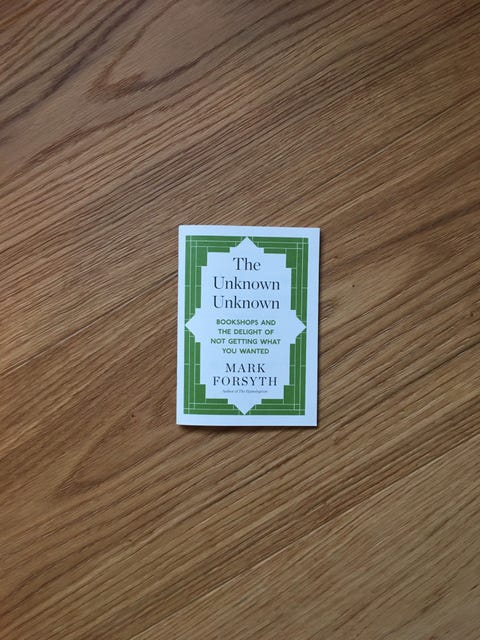 The
Unknown
Unknown
BOOKSHOPS AND
THE DELIGHT OF
NOT GETTING WHAT
YOU WANTED
MARK
FORSYTH
Author of The Etymologicon